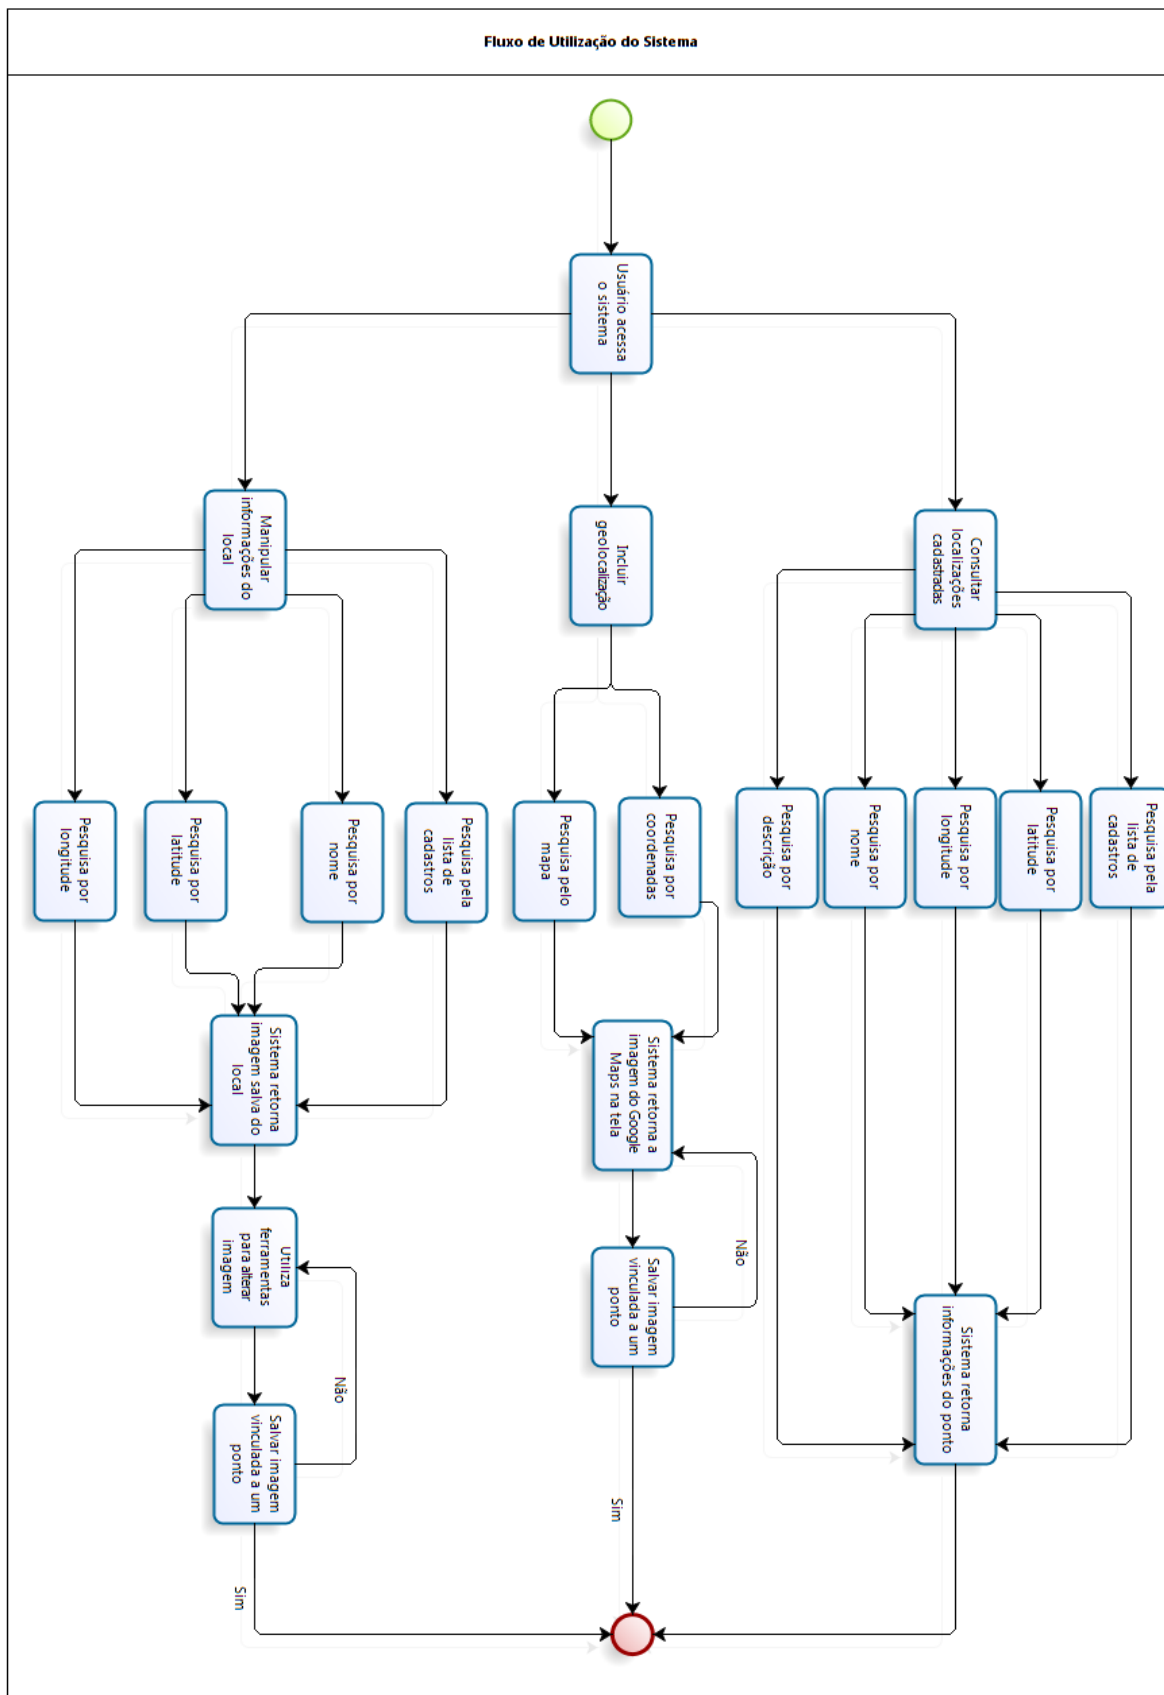 Fluxo de Utilização do Sistema
Usuário acessa
o sistema
Consultar
localizações
cadastradas
Incluir
geolocalização
Manipular
informações do
local
Pesquisa pela
lista de
cadastros
Pesquisa por
latitude
Pesquisa por
longitude
Pesquisa por
nome
Pesquisa por
descrição
Pesquisa por
coordenadas
Pesquisa pelo
mapa
Pesquisa pela
lista de
cadastros
Pesquisa por
nome
Pesquisa por
latitude
Pesquisa por
longitude
Sistema retorna
informações do ponto
Sistema retorna a
imagem do Google
Maps na tela
Não
Salvar imagem
vinculada a um
ponto
Sim
Sistema retorna
imagem salva do
local
Utiliza
ferramentas
para alterar
imagem
Não
Salvar imagem
vinculada a um
ponto
Sim